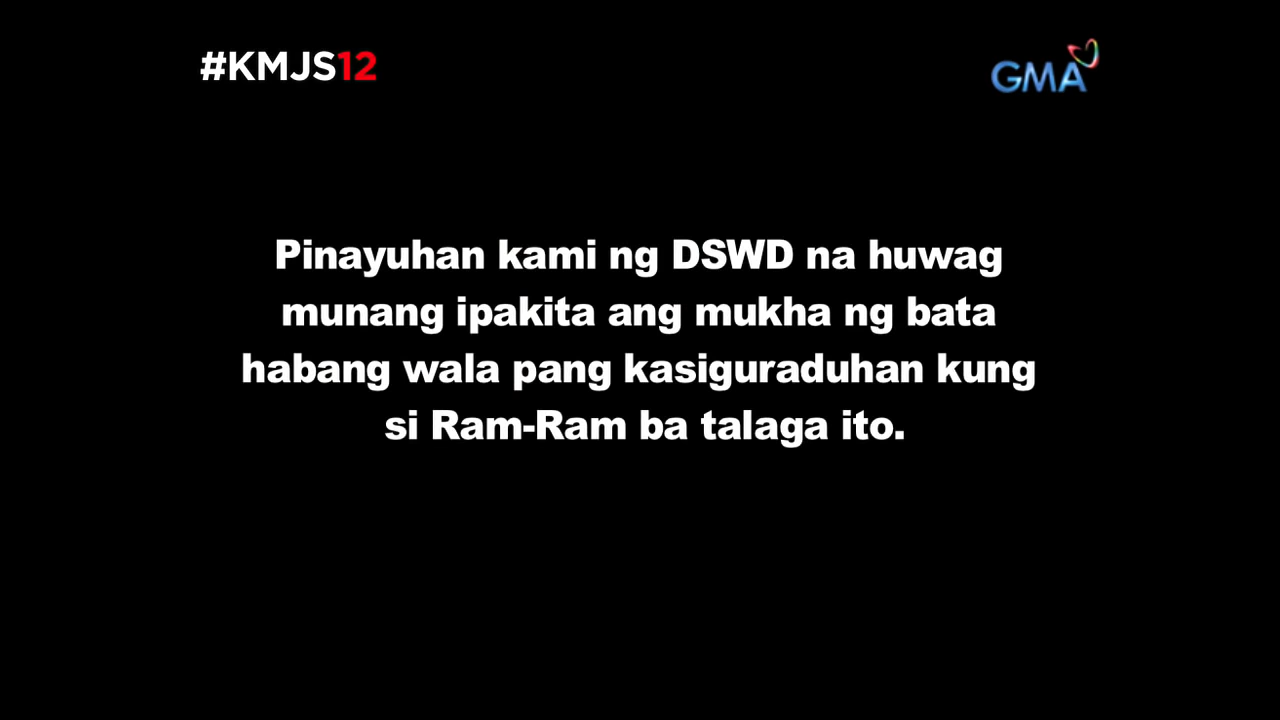 #KMJS12
GMA
Pinayuhan kami ng DSWD na huwag
munang ipakita ang mukha ng bata
habang wala pang kasiguraduhan kung
si Ram-Ram ba talaga ito.